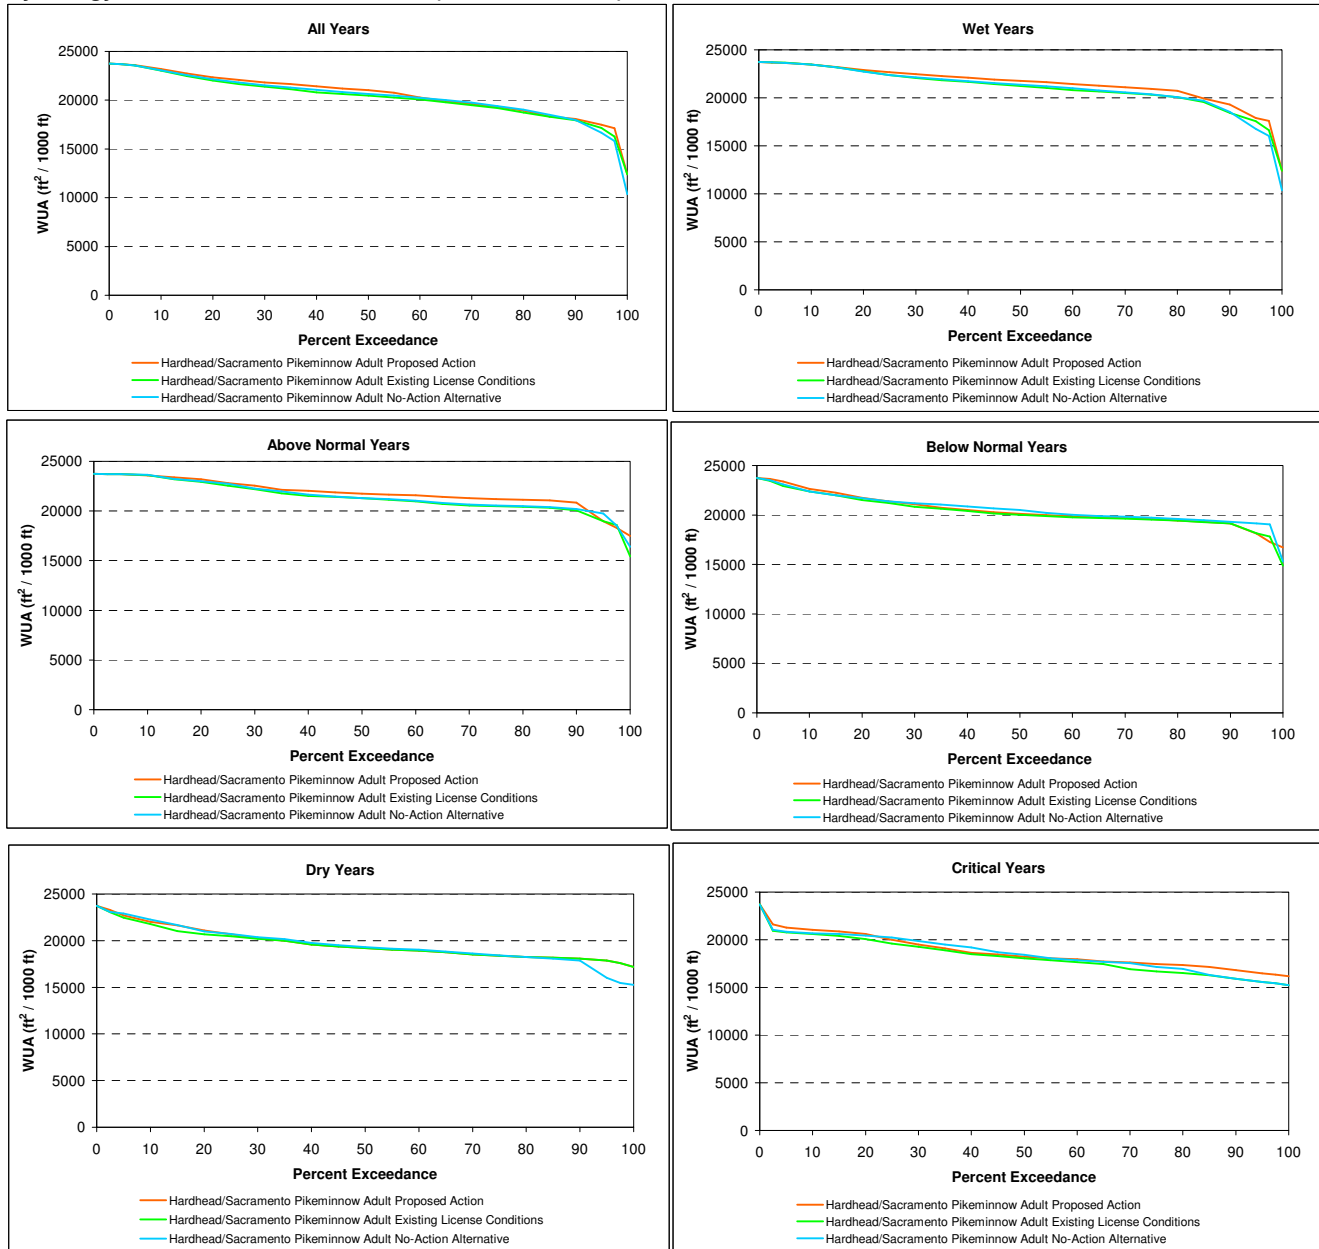 All Years
WUA (ft² / 1000 ft)
25000
20000
15000
10000
5000
0
0 10 20 30 40 50 60 70 80 90 100
Percent Exceedance
Hardhead/Sacramento Pikeminnow Adult Proposed Action
Hardhead/Sacramento Pikeminnow Adult Existing License Conditions
Hardhead/Sacramento Pikeminnow Adult No-Action Alternative
Wet Years
WUA (ft² / 1000 ft)
25000
20000
15000
10000
5000
0
0 10 20 30 40 50 60 70 80 90 100
Percent Exceedance
Hardhead/Sacramento Pikeminnow Adult Proposed Action
Hardhead/Sacramento Pikeminnow Adult Existing License Conditions
Hardhead/Sacramento Pikeminnow Adult No-Action Alternative
Above Normal Years
WUA (ft² / 1000 ft)
25000
20000
15000
10000
5000
0
0 10 20 30 40 50 60 70 80 90 100
Percent Exceedance
Hardhead/Sacramento Pikeminnow Adult Proposed Action
Hardhead/Sacramento Pikeminnow Adult Existing License Conditions
Hardhead/Sacramento Pikeminnow Adult No-Action Alternative
Below Normal Years
WUA (ft² / 1000 ft)
25000
20000
15000
10000
5000
0
0 10 20 30 40 50 60 70 80 90 100
Percent Exceedance
Hardhead/Sacramento Pikeminnow Adult Proposed Action
Hardhead/Sacramento Pikeminnow Adult Existing License Conditions
Hardhead/Sacramento Pikeminnow Adult No-Action Alternative
Dry Years
WUA (ft² / 1000 ft)
25000
20000
15000
10000
5000
0
0 10 20 30 40 50 60 70 80 90 100
Percent Exceedance
Hardhead/Sacramento Pikeminnow Adult Proposed Action
Hardhead/Sacramento Pikeminnow Adult Existing License Conditions
Hardhead/Sacramento Pikeminnow Adult No-Action Alternative
Critical Years
WUA (ft² / 1000 ft)
25000
20000
15000
10000
5000
0
0 10 20 30 40 50 60 70 80 90 100
Percent Exceedance
Hardhead/Sacramento Pikeminnow Adult Proposed Action
Hardhead/Sacramento Pikeminnow Adult Existing License Conditions
Hardhead/Sacramento Pikeminnow Adult No-Action Alternative